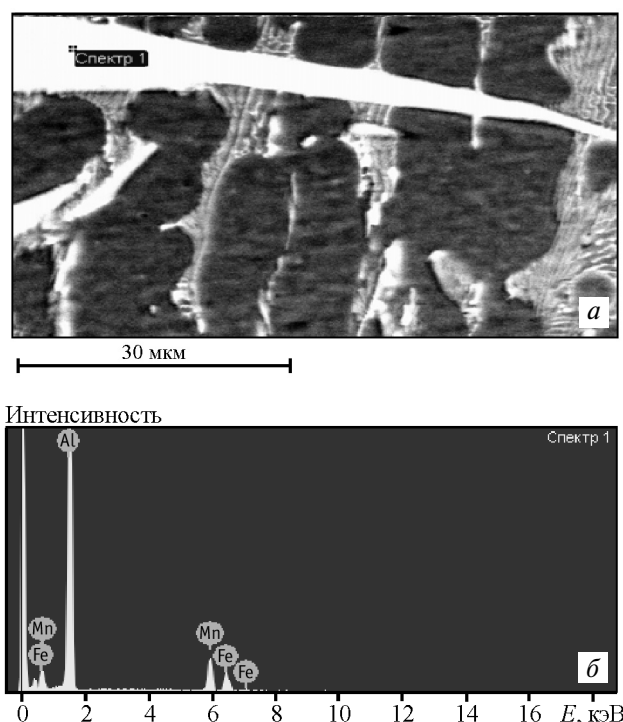 Спектр 1
а
30 мкм
Интенсивность
Спектр 1
Al
Mn
Fe
Mn
Fe
Fe
б
0 2 4 6 8 10 12 14 16 E, кэВ